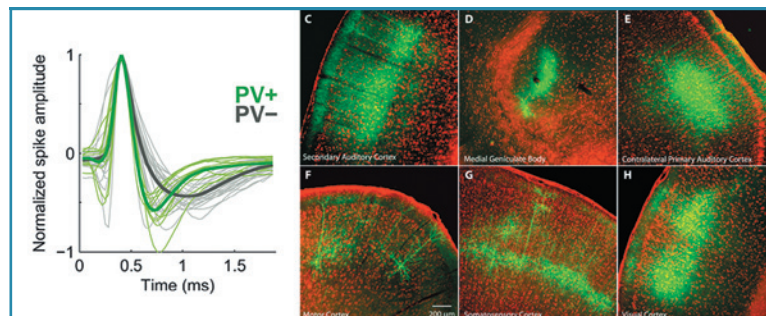 Normalized spike amplitude
1
0
−1
0
0.5
1
1.5
Time (ms)
PV+
PV−
C
Secondary Auditory Cortex
D
Medial Geniculate Body
E
Contrilateral Primary Auditory Cortex
F
Motor Cortex
200 µm
G
Somatosensory Cortex
H
Visual Cortex